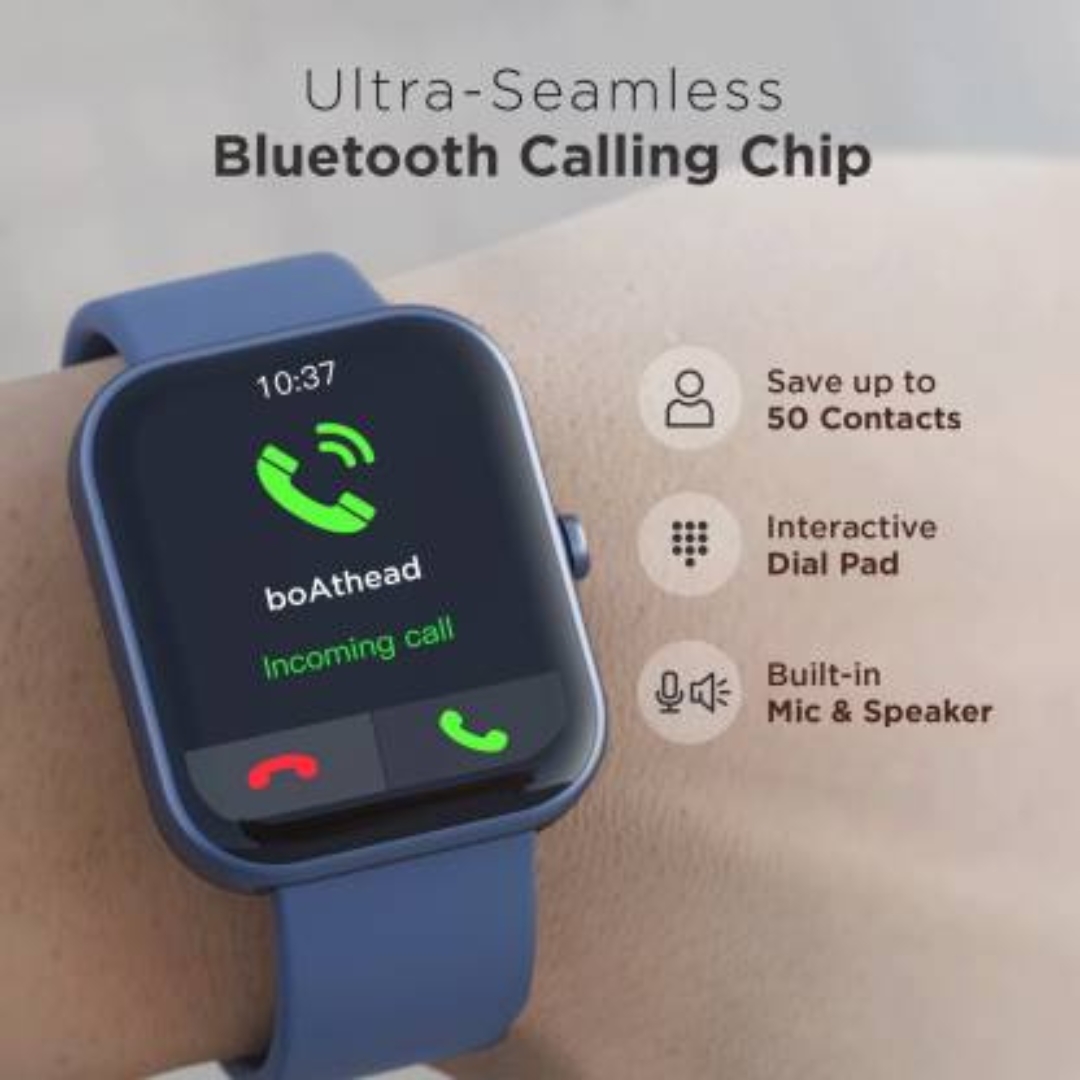 Ultra-Seamless
Bluetooth Calling Chip
10:37
boAthead
Incoming call
Save up to
50 Contacts
Interactive
Dial Pad
Built-in
Mic & Speaker